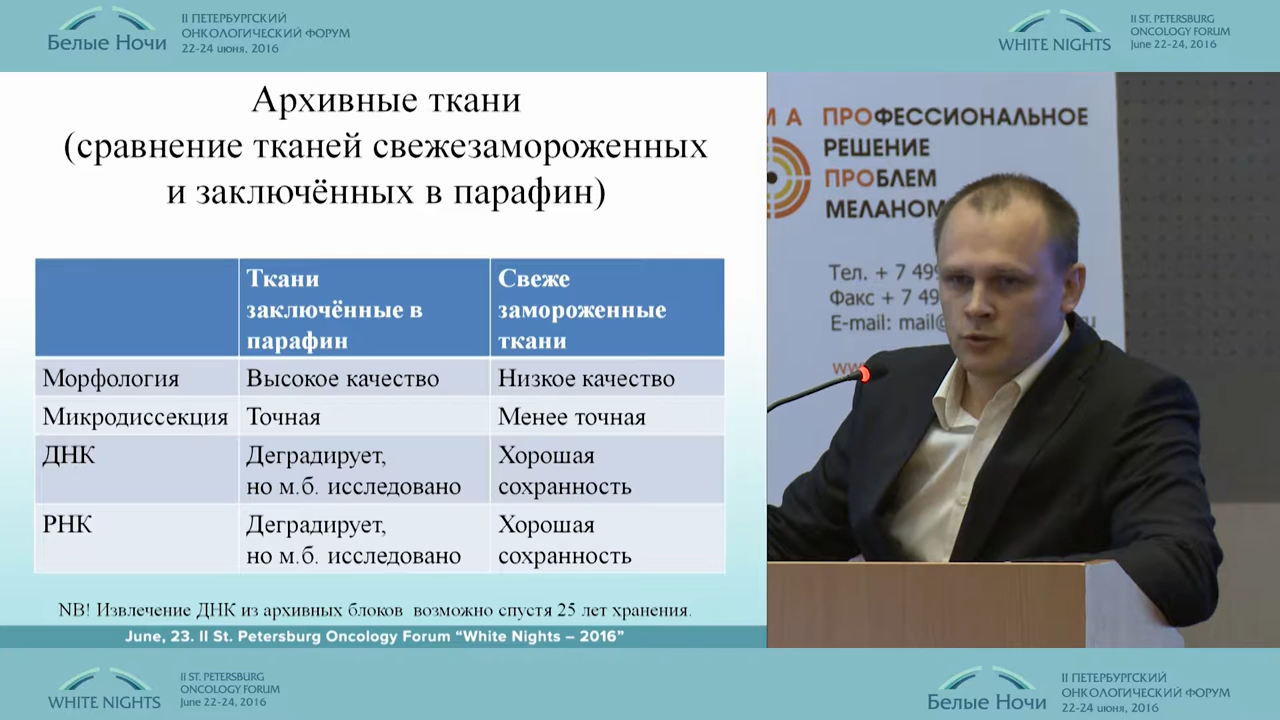 Белые Ночи
II ПЕТЕРБУРГСКИЙ
ОНКОЛОГИЧЕСКИЙ ФОРУМ
22-24 июня, 2016
WHITE NIGHTS
II ST. PETERSBURG
ONCOLOGY FORUM
June 22-24, 2016
Архивные ткани
(сравнение тканей свежезамороженных
и заключённых в парафин)
Ткани
заключённые в
парафин
Свеже
замороженные
ткани
Морфология
Высокое качество
Низкое качество
Микродиссекция
Точная
Менее точная
ДНК
Деградирует,
но м.б. исследовано
Хорошая
сохранность
РНК
Деградирует,
но м.б. исследовано
Хорошая
сохранность
NB! Извлечение ДНК из архивных блоков возможно спустя 25 лет хранения.
June, 23. II St. Petersburg Oncology Forum “White Nights – 2016”
ПРОФЕССИОНАЛЬНОЕ
РЕШЕНИЕ
ПРОБЛЕМ
МЕЛАНОМ
Тел. + 7 49
Факс + 7 49
E-mail: mail@
WHITE NIGHTS
II ST. PETERSBURG
ONCOLOGY FORUM
June 22-24, 2016
Белые Ночи
II ПЕТЕРБУРГСКИЙ
ОНКОЛОГИЧЕСКИЙ ФОРУМ
22-24 июня, 2016